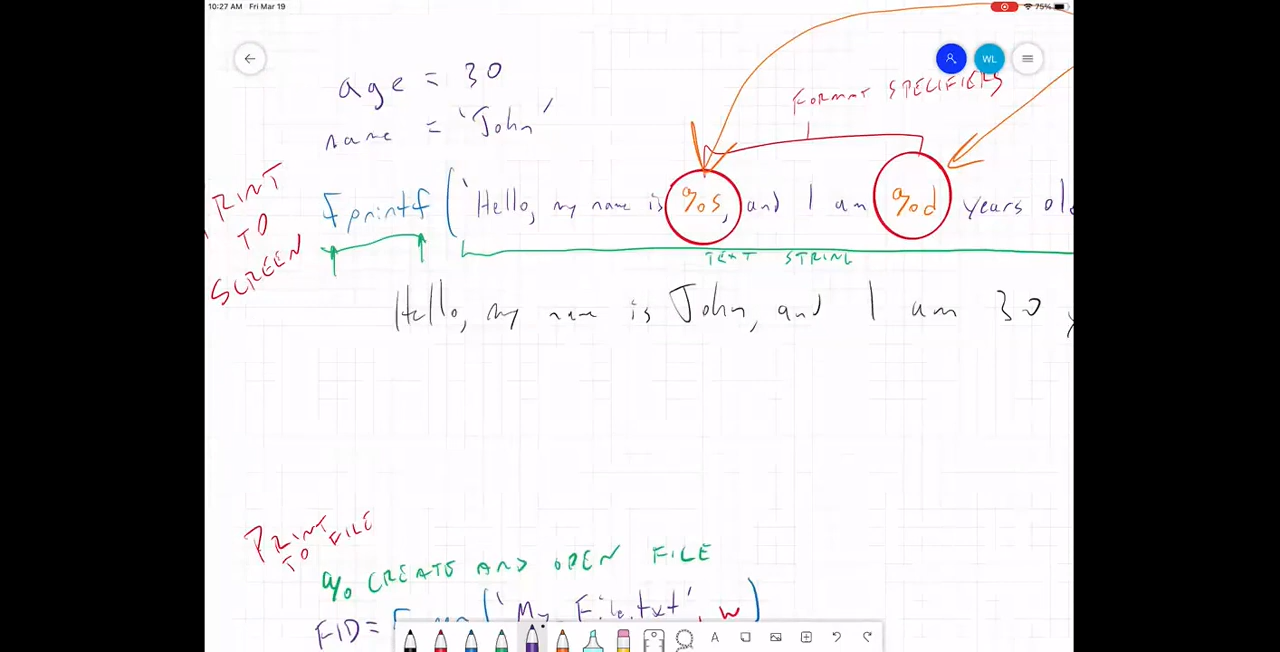 10:27 AM Fri Mar 19
75%
WL
age = 30
FORMAT SPECIFIERS
name = 'John'
PRINT
TO
SCREEN
fprintf ('Hello, my name is %s, and I am %d years old
TEXT STRING
Hello, my name is John, and I am 30 y
PRINT
TO FILE
% CREATE AND OPEN FILE
FID = ('My_File.txt', w)
A